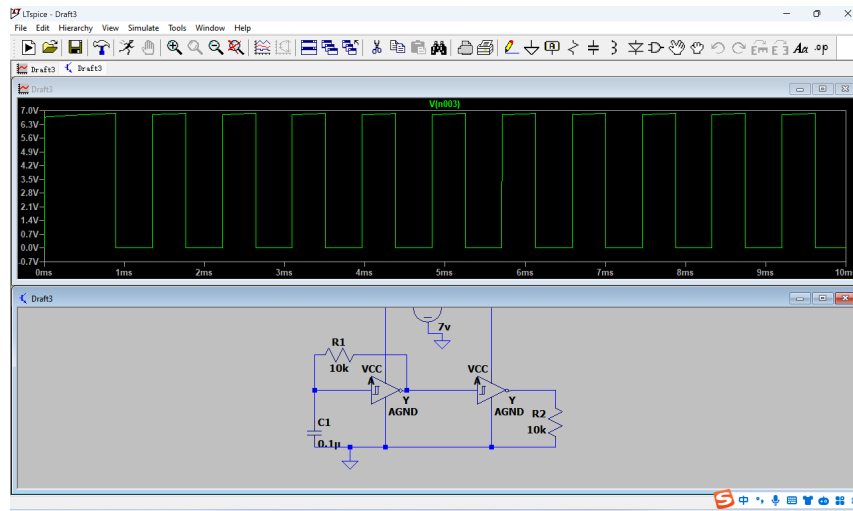 LTspice - Draft3
File Edit Hierarchy View Simulate Tools Window Help
Draft3 Draft3
Draft3
V(n003)
7.0V
6.3V
5.6V
4.9V
4.2V
3.5V
2.8V
2.1V
1.4V
0.7V
0.0V
-0.7V
0ms 1ms 2ms 3ms 4ms 5ms 6ms 7ms 8ms 9ms 10m
Draft3
7v
R1
10k VCC VCC
A A
Y Y
AGND AGND R2
C1 10k
0.1µ
中